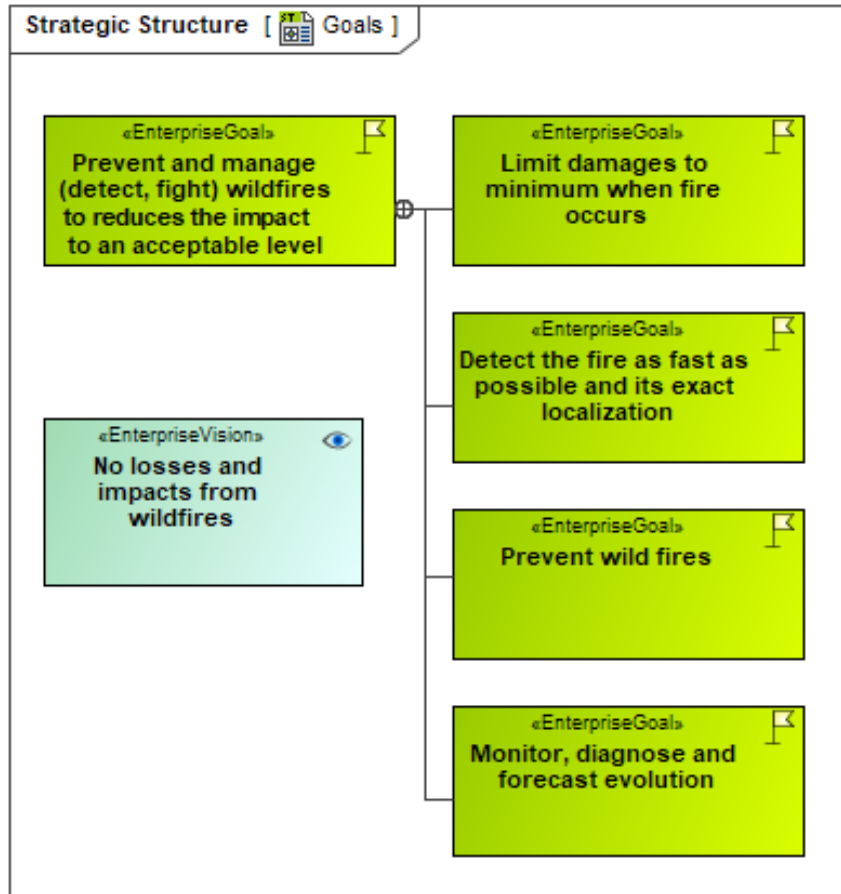 Strategic Structure [ Goals ]
«EnterpriseGoal»
Prevent and manage
(detect, fight) wildfires
to reduces the impact
to an acceptable level
«EnterpriseGoal»
Limit damages to
minimum when fire
occurs
«EnterpriseGoal»
Detect the fire as fast as
possible and its exact
localization
«EnterpriseVision»
No losses and
impacts from
wildfires
«EnterpriseGoal»
Prevent wild fires
«EnterpriseGoal»
Monitor, diagnose and
forecast evolution